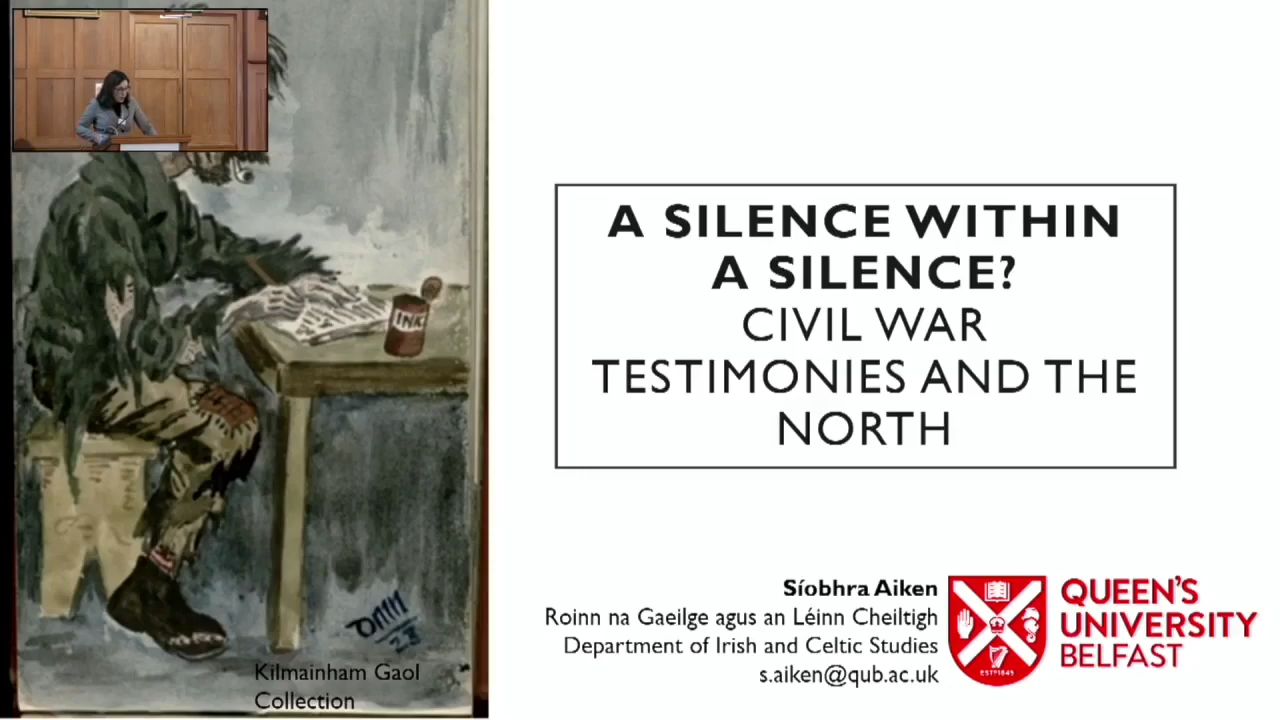 A SILENCE WITHIN
A SILENCE?
CIVIL WAR
TESTIMONIES AND THE
NORTH
INK
Kilmainham Gaol
Collection
Síobhra Aiken
Roinn na Gaeilge agus an Léinn Cheiltigh
Department of Irish and Celtic Studies
s.aiken@qub.ac.uk
QUEEN'S
UNIVERSITY
BELFAST
ESTD1845